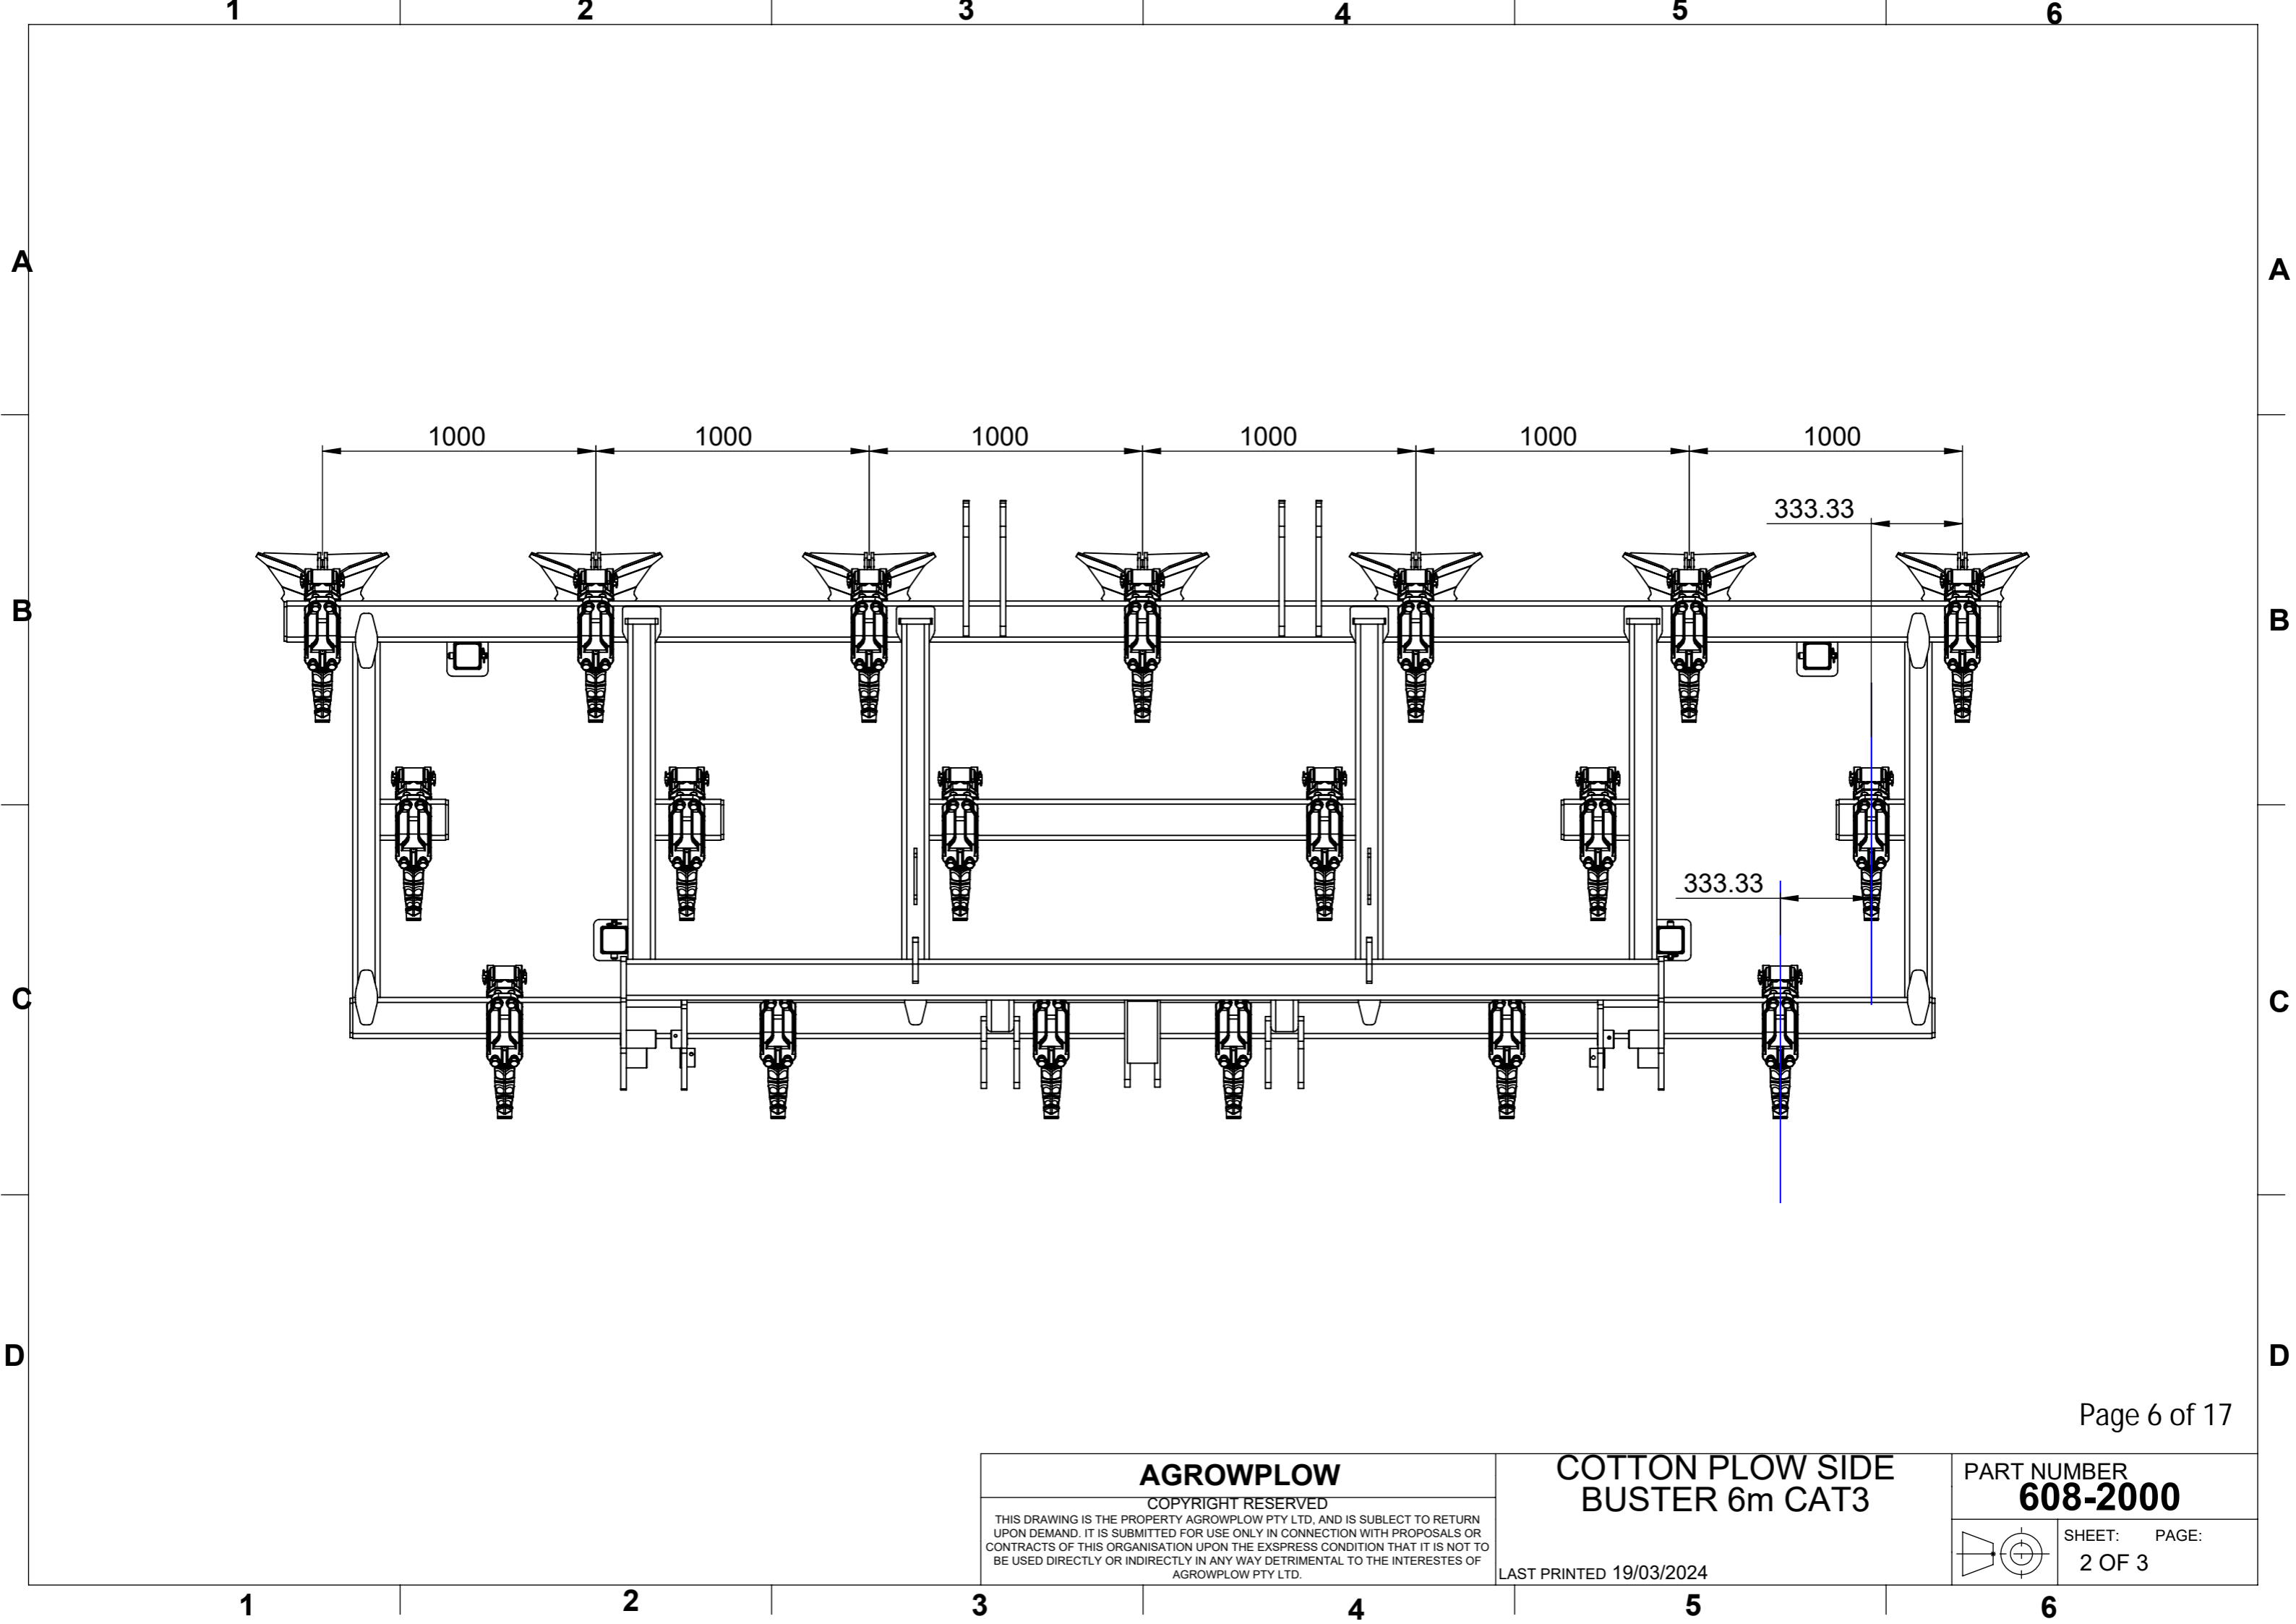 1 2 3 4 5 6
A A
1000 1000 1000 1000 1000 1000
333.33
B B
333.33
C C
D D
Page 6 of 17
AGROWPLOW
COPYRIGHT RESERVED
THIS DRAWING IS THE PROPERTY AGROWPLOW PTY LTD, AND IS SUBLECT TO RETURN
UPON DEMAND. IT IS SUBMITTED FOR USE ONLY IN CONNECTION WITH PROPOSALS OR
CONTRACTS OF THIS ORGANISATION UPON THE EXSPRESS CONDITION THAT IT IS NOT TO
BE USED DIRECTLY OR INDIRECTLY IN ANY WAY DETRIMENTAL TO THE INTERESTES OF
AGROWPLOW PTY LTD.
COTTON PLOW SIDE
BUSTER 6m CAT3
LAST PRINTED 19/03/2024
PART NUMBER
608-2000
SHEET: PAGE:
2 OF 3
1 2 3 4 5 6